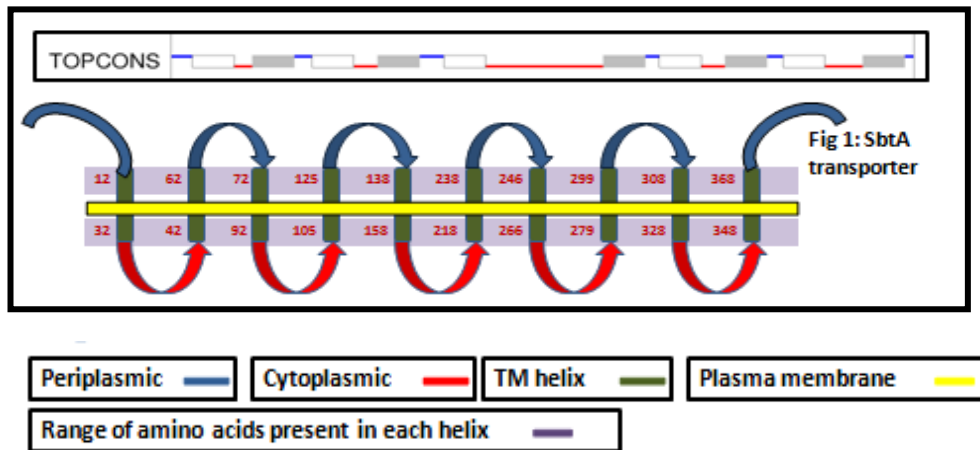 TOPCONS
Fig 1: SbtA
transporter
12 62 72 125 138 238 246 299 308 368
32 42 92 105 158 218 266 279 328 348
Periplasmic
Cytoplasmic
TM helix
Plasma membrane
Range of amino acids present in each helix